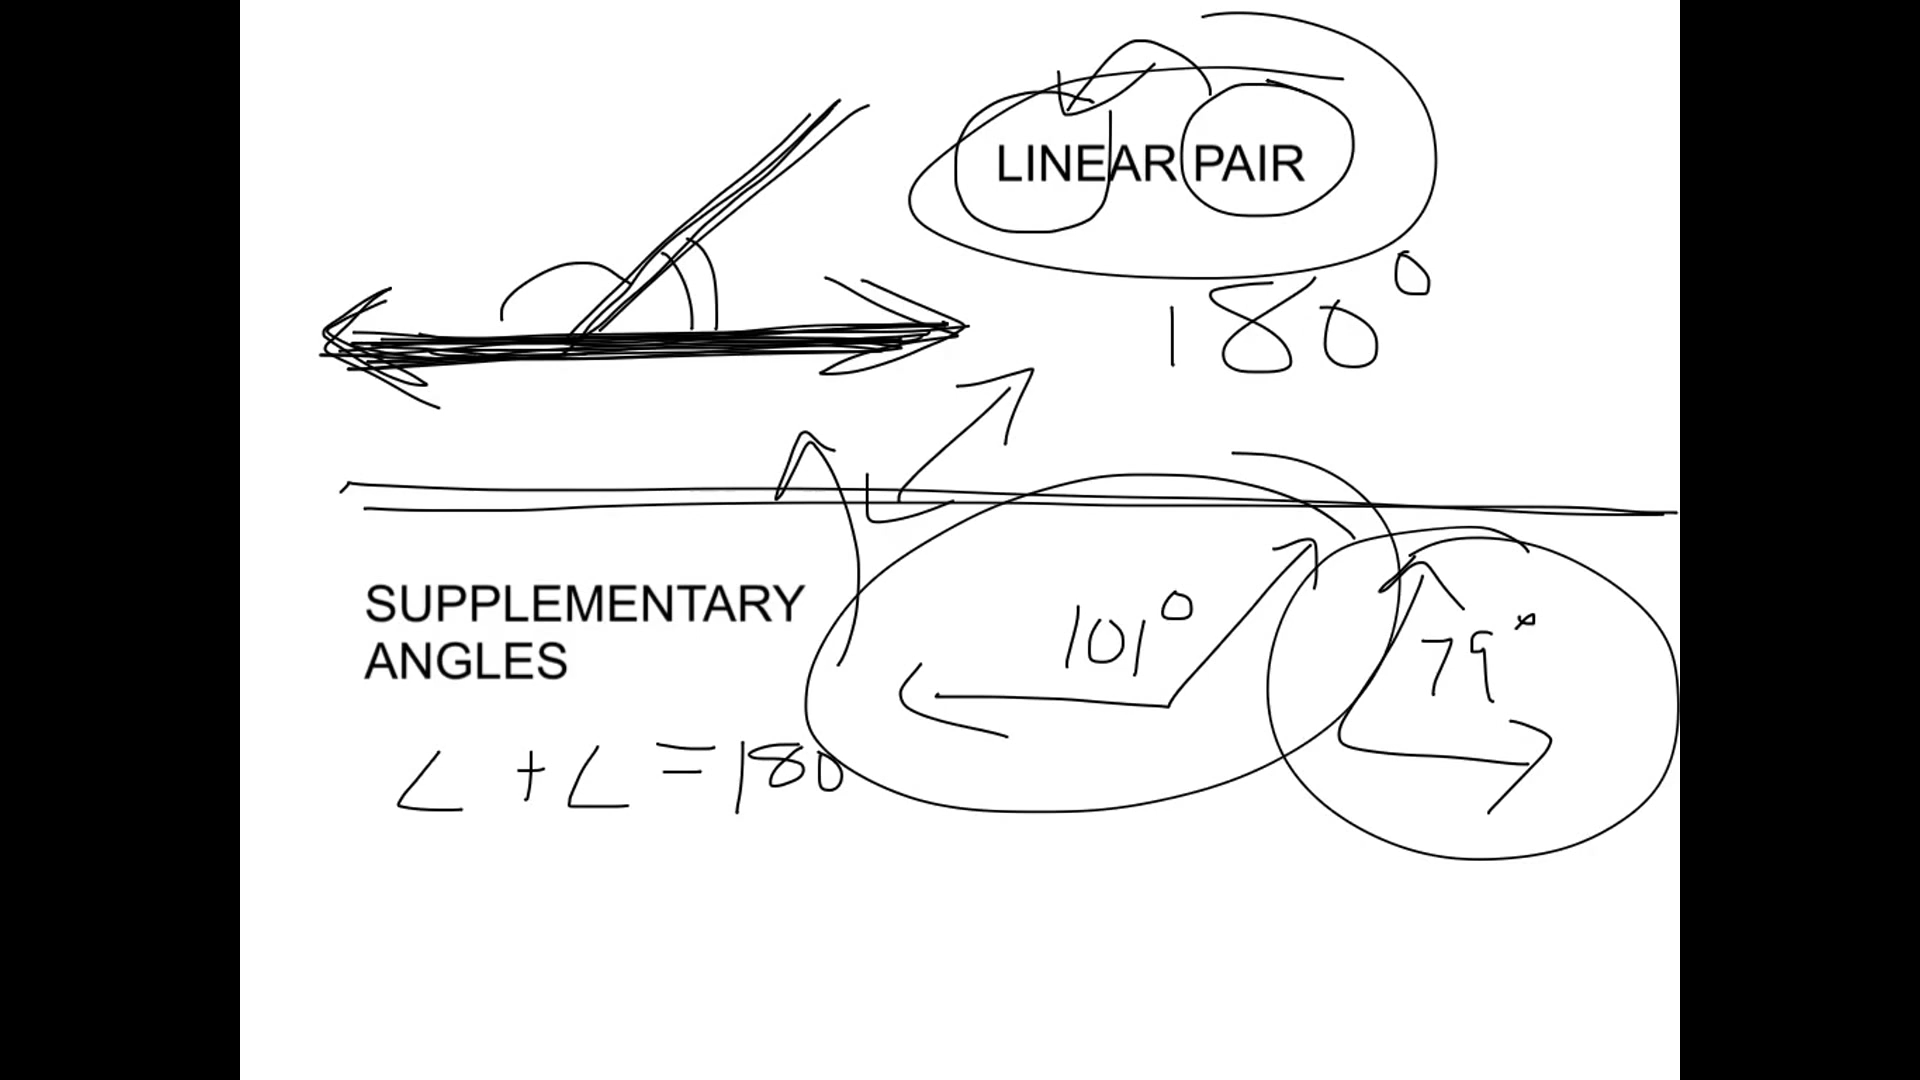 LINEAR PAIR
180°
SUPPLEMENTARY
ANGLES
101°
79°
∠ + ∠ = 180